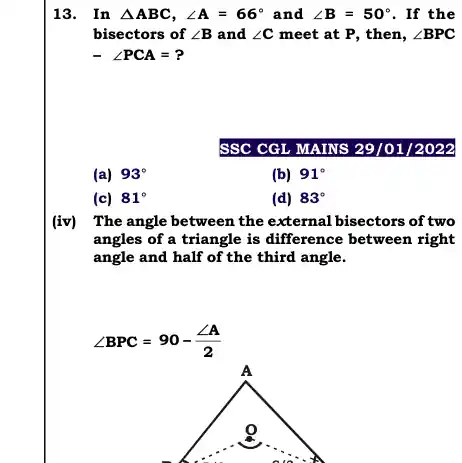 13. In △ABC, ∠A = 66° and ∠B = 50°. If the
bisectors of ∠B and ∠C meet at P, then, ∠BPC
– ∠PCA = ?
SSC CGL MAINS 29/01/2022
(a) 93° (b) 91°
(c) 81° (d) 83°
(iv) The angle between the external bisectors of two
angles of a triangle is difference between right
angle and half of the third angle.
∠BPC = 90 – ∠A/2
A
O